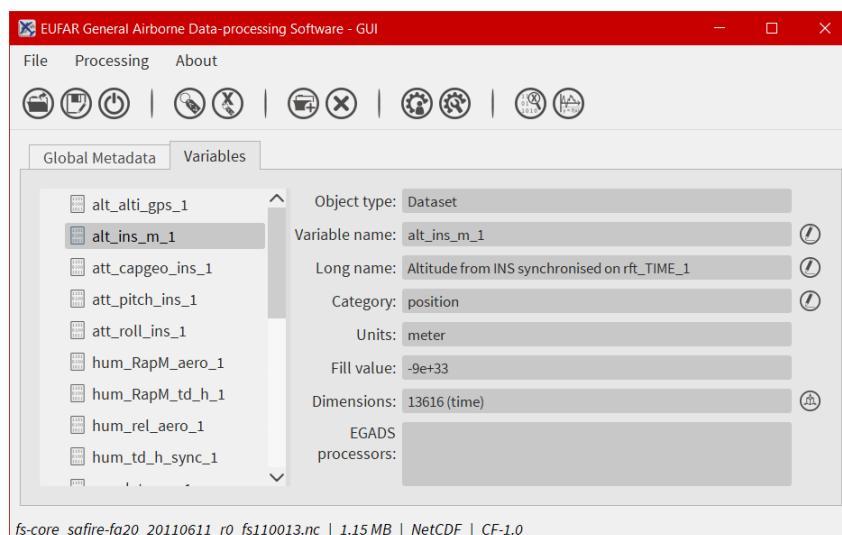 EUFAR General Airborne Data-processing Software - GUI
File Processing About
Global Metadata Variables
alt_alti_gps_1
alt_ins_m_1
att_capgeo_ins_1
att_pitch_ins_1
att_roll_ins_1
hum_RapM_aero_1
hum_RapM_td_h_1
hum_rel_aero_1
hum_td_h_sync_1
Object type: Dataset
Variable name: alt_ins_m_1
Long name: Altitude from INS synchronised on rft_TIME_1
Category: position
Units: meter
Fill value: -9e+33
Dimensions: 13616 (time)
EGADS
processors:
fs-core_safire-fa20_20110611_r0_fs110013.nc | 1.15 MB | NetCDF | CF-1.0